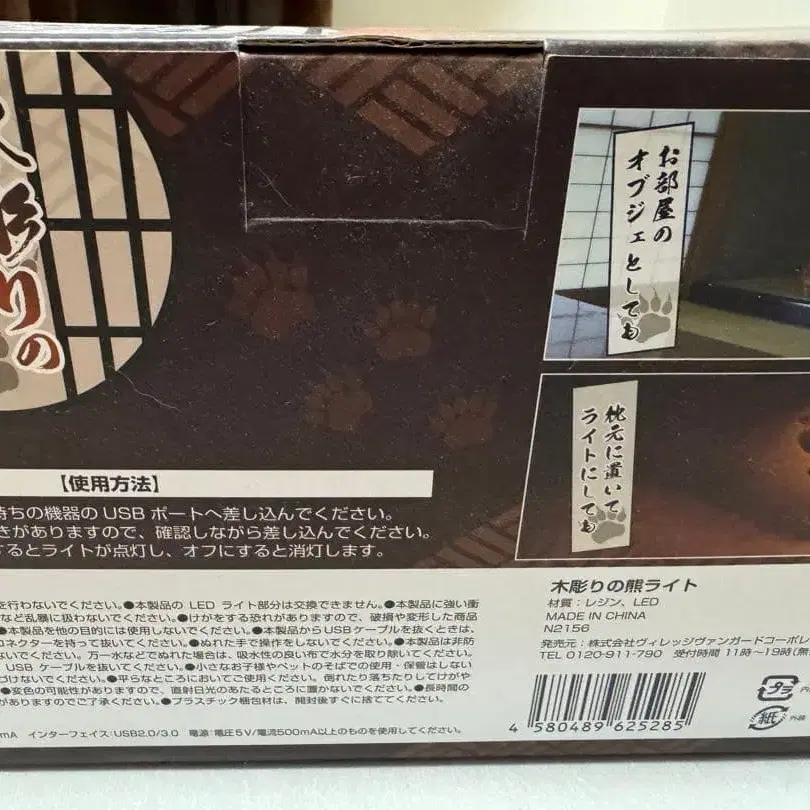 彫りの
お部屋の
オブジェとしても
枕元に置いて
ライトにしても
【使用方法】
持ちの機器の USB ポートへ差し込んでください。
きがありますので、確認しながら差し込んでください。
するとライトが点灯し、オフにすると消灯します。
を行わないでください。●本製品の LED ライト部分は交換できません。●本製品に強い衝
など乱暴に扱わないでください。●けがをする恐れがありますので、破損や変形した商品
●本製品を他の目的には使用しないでください。●本製品からUSBケーブルを抜くときは、
コネクターを持って抜いてください。●ぬれた手で操作をしないでください。●本製品は非防
でください。万一水などでぬれた場合は、吸水性の良い布で水分を取り除いてください。
USB ケーブルを抜いてください。●小さなお子様やペットのそばでの使用・保管はしない
づけないでください。●平らなところにおいてご使用ください。倒れたり落ちたりしてけがや
●変色の可能性がありますので、直射日光のあたるところに置かないでください。●長時間の
がありますのでご了承ください。●プラスチック梱包材は、開封後すぐに捨ててください。
mA インターフェイス:USB2.0/3.0 電源:電圧5V/電流500mA以上のものを使用してください。
木彫りの熊ライト
材質:レジン、LED
MADE IN CHINA
N2156
発売元:株式会社ヴィレッジヴァンガードコーポレ
TEL 0120-911-790 受付時間 11時〜19時(無
4 580489 625285
プラ
紙
外装